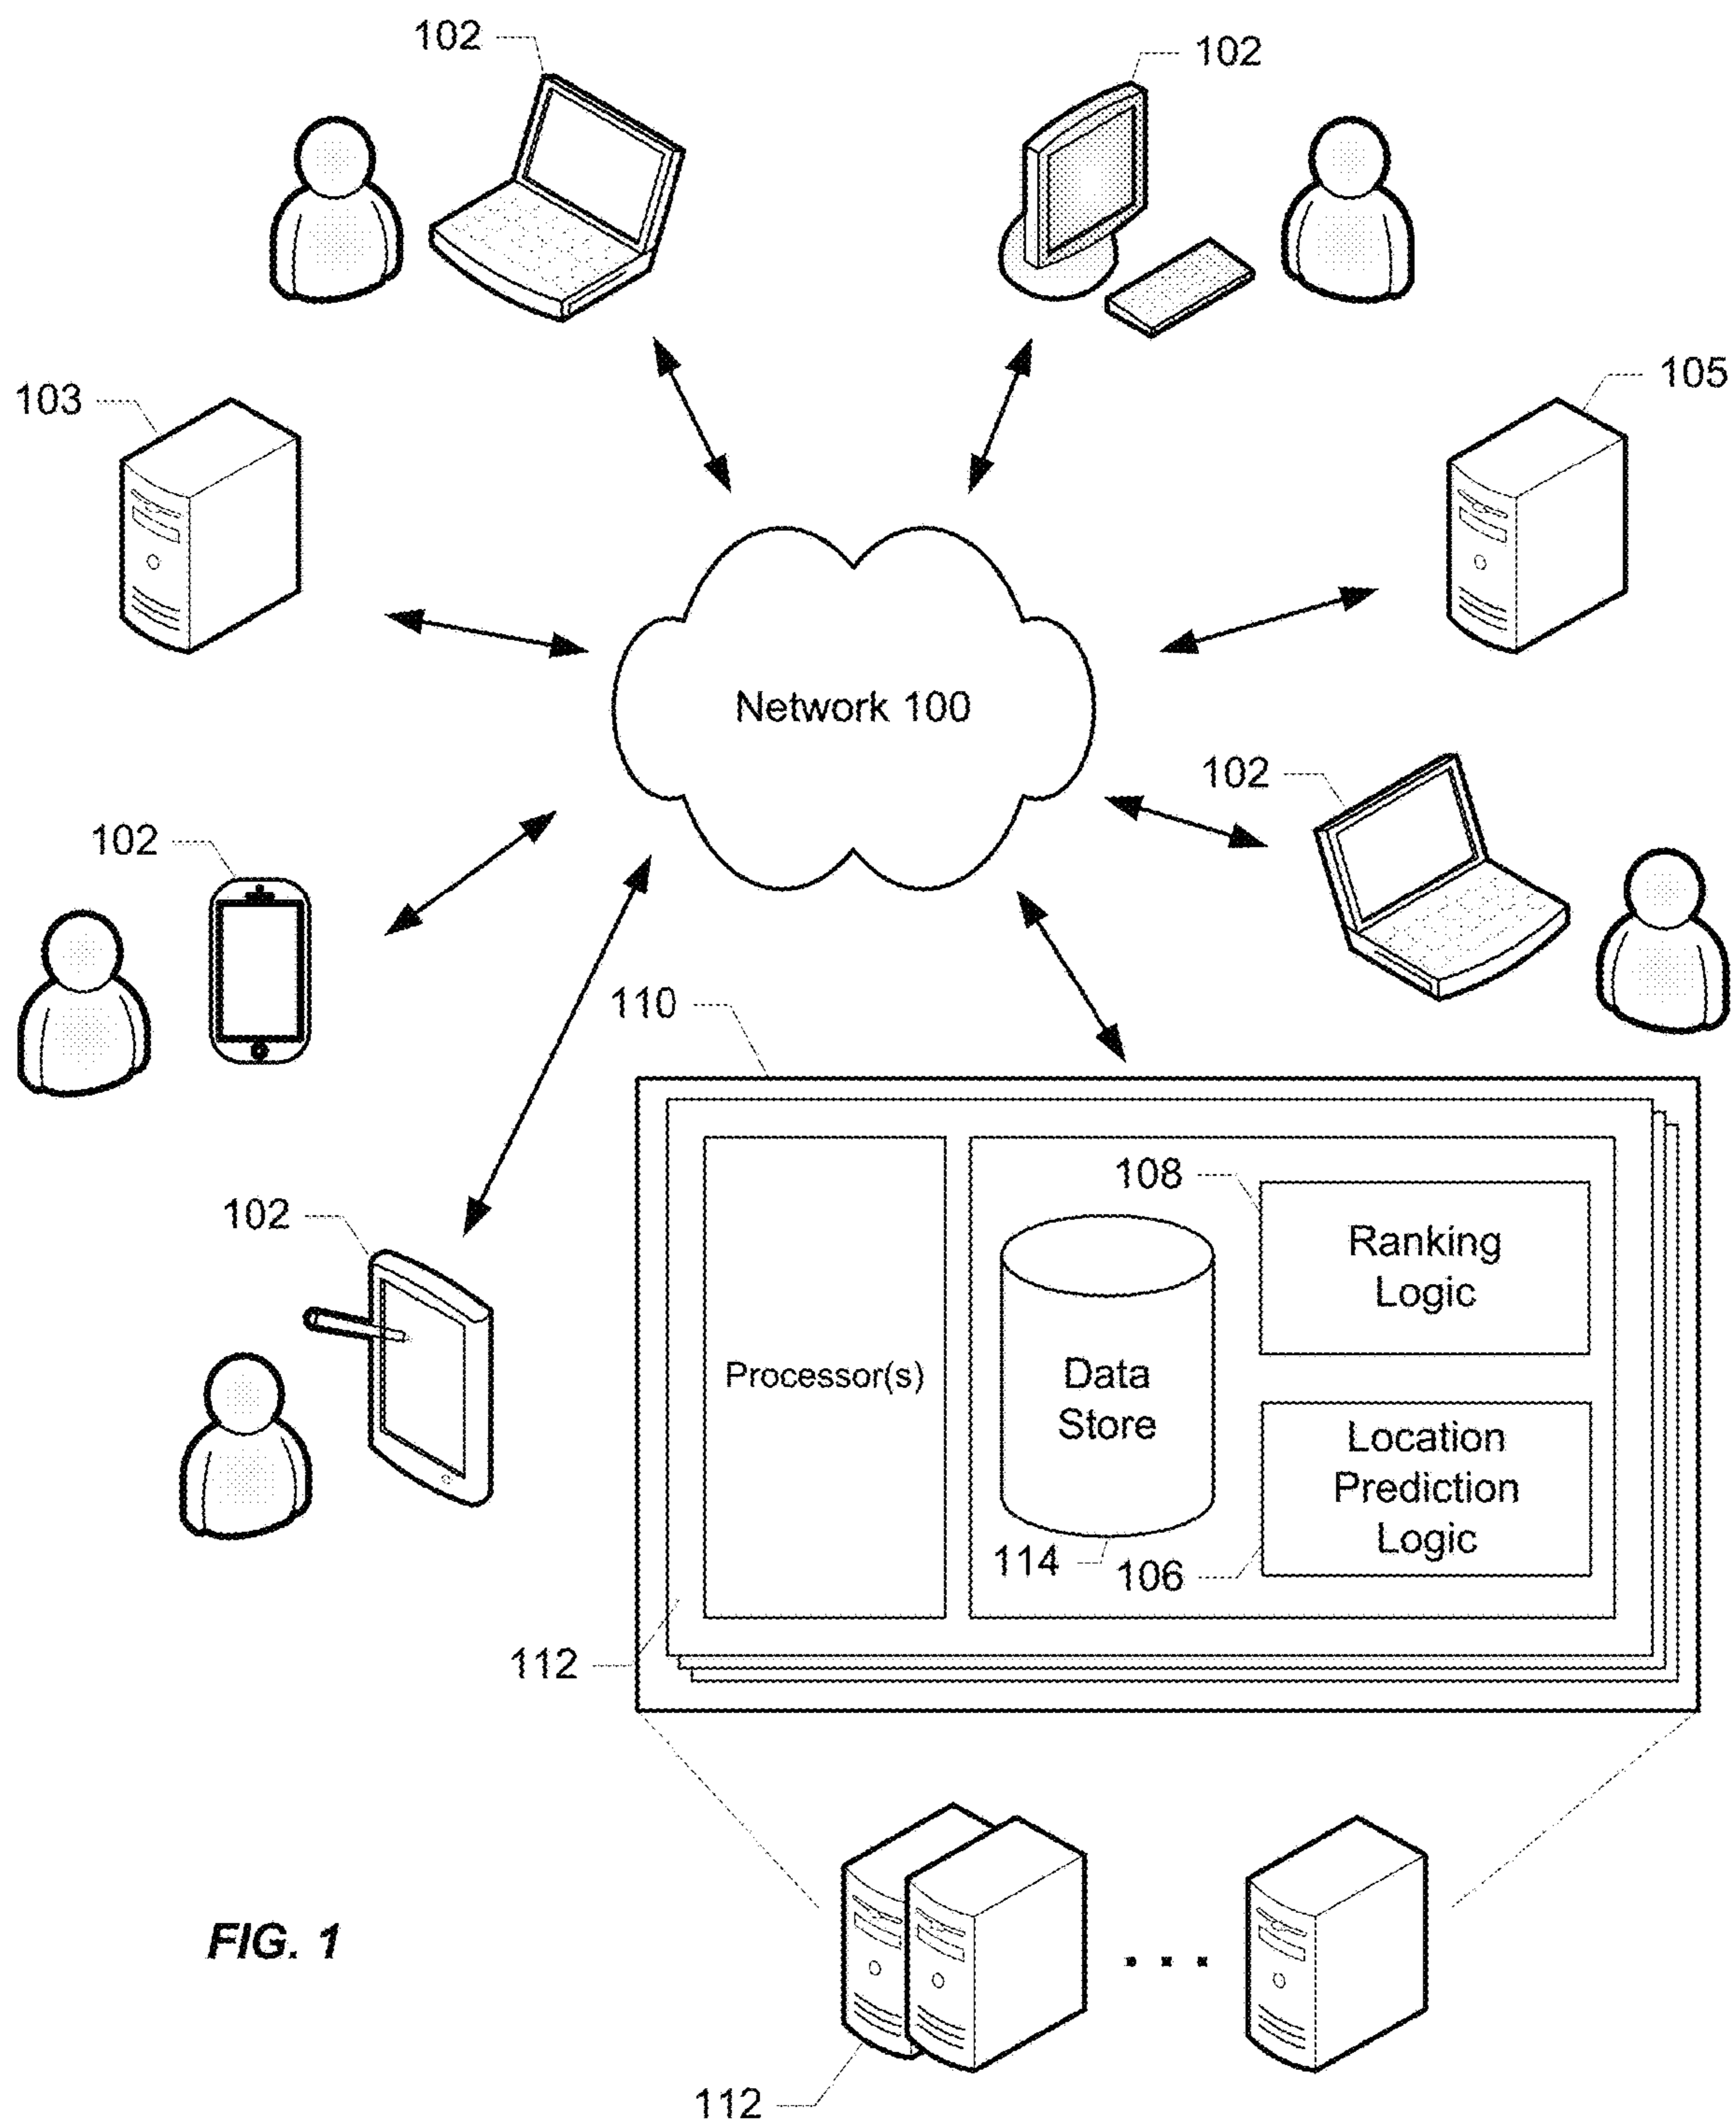 102
102
103
105
Network 100
102
102
110
108
Ranking
Logic
102
Processor(s)
Data
Store
Location
Prediction
Logic
114
106
112
FIG. 1
112